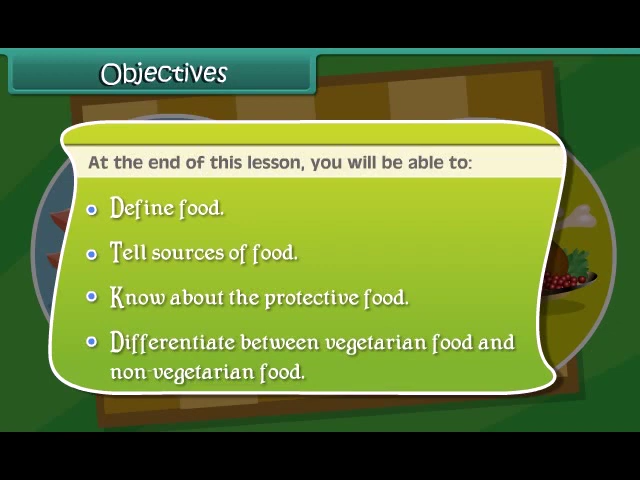 Objectives
At the end of this lesson, you will be able to:
Define food.
Tell sources of food.
Know about the protective food.
Differentiate between vegetarian food and
non-vegetarian food.